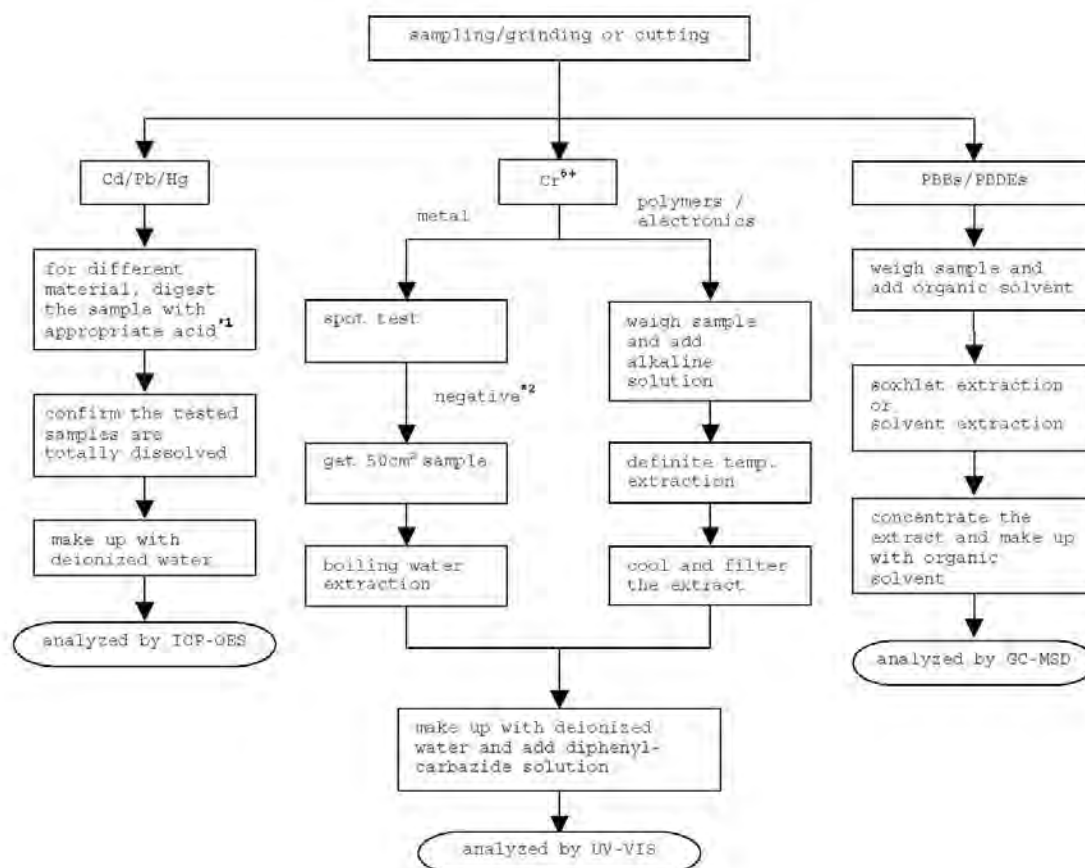 sampling/grinding or cutting
Cd/Pb/Hg
for different
material, digest
the sample with
appropriate acid*1
confirm the tested
samples are
totally dissolved
make up with
deionized water
analyzed by ICP-OES
Cr6+
metal
spot test
negative*2
get 50cm2 sample
boiling water
extraction
polymers /
electronics
weigh sample
and add
alkaline
solution
definite temp.
extraction
cool and filter
the extract
make up with deionized
water and add diphenyl-
carbazide solution
analyzed by UV-VIS
PBBs/PBDEs
weigh sample and
add organic solvent
soxhlet extraction
or
solvent extraction
concentrate the
extract and make up
with organic
solvent
analyzed by GC-MSD